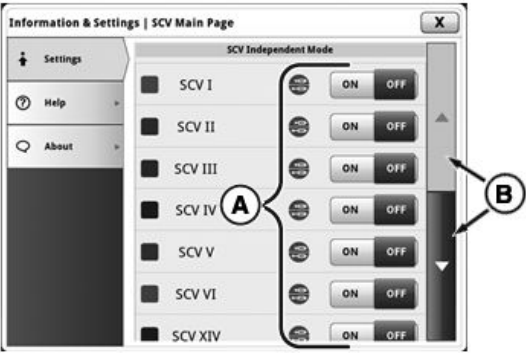 Information & Settings | SCV Main Page X
Settings
Help
About
SCV Independent Mode
SCV I ON OFF
SCV II ON OFF
SCV III ON OFF
SCV IV ON OFF
SCV V ON OFF
SCV VI ON OFF
SCV XIV ON OFF
A
B